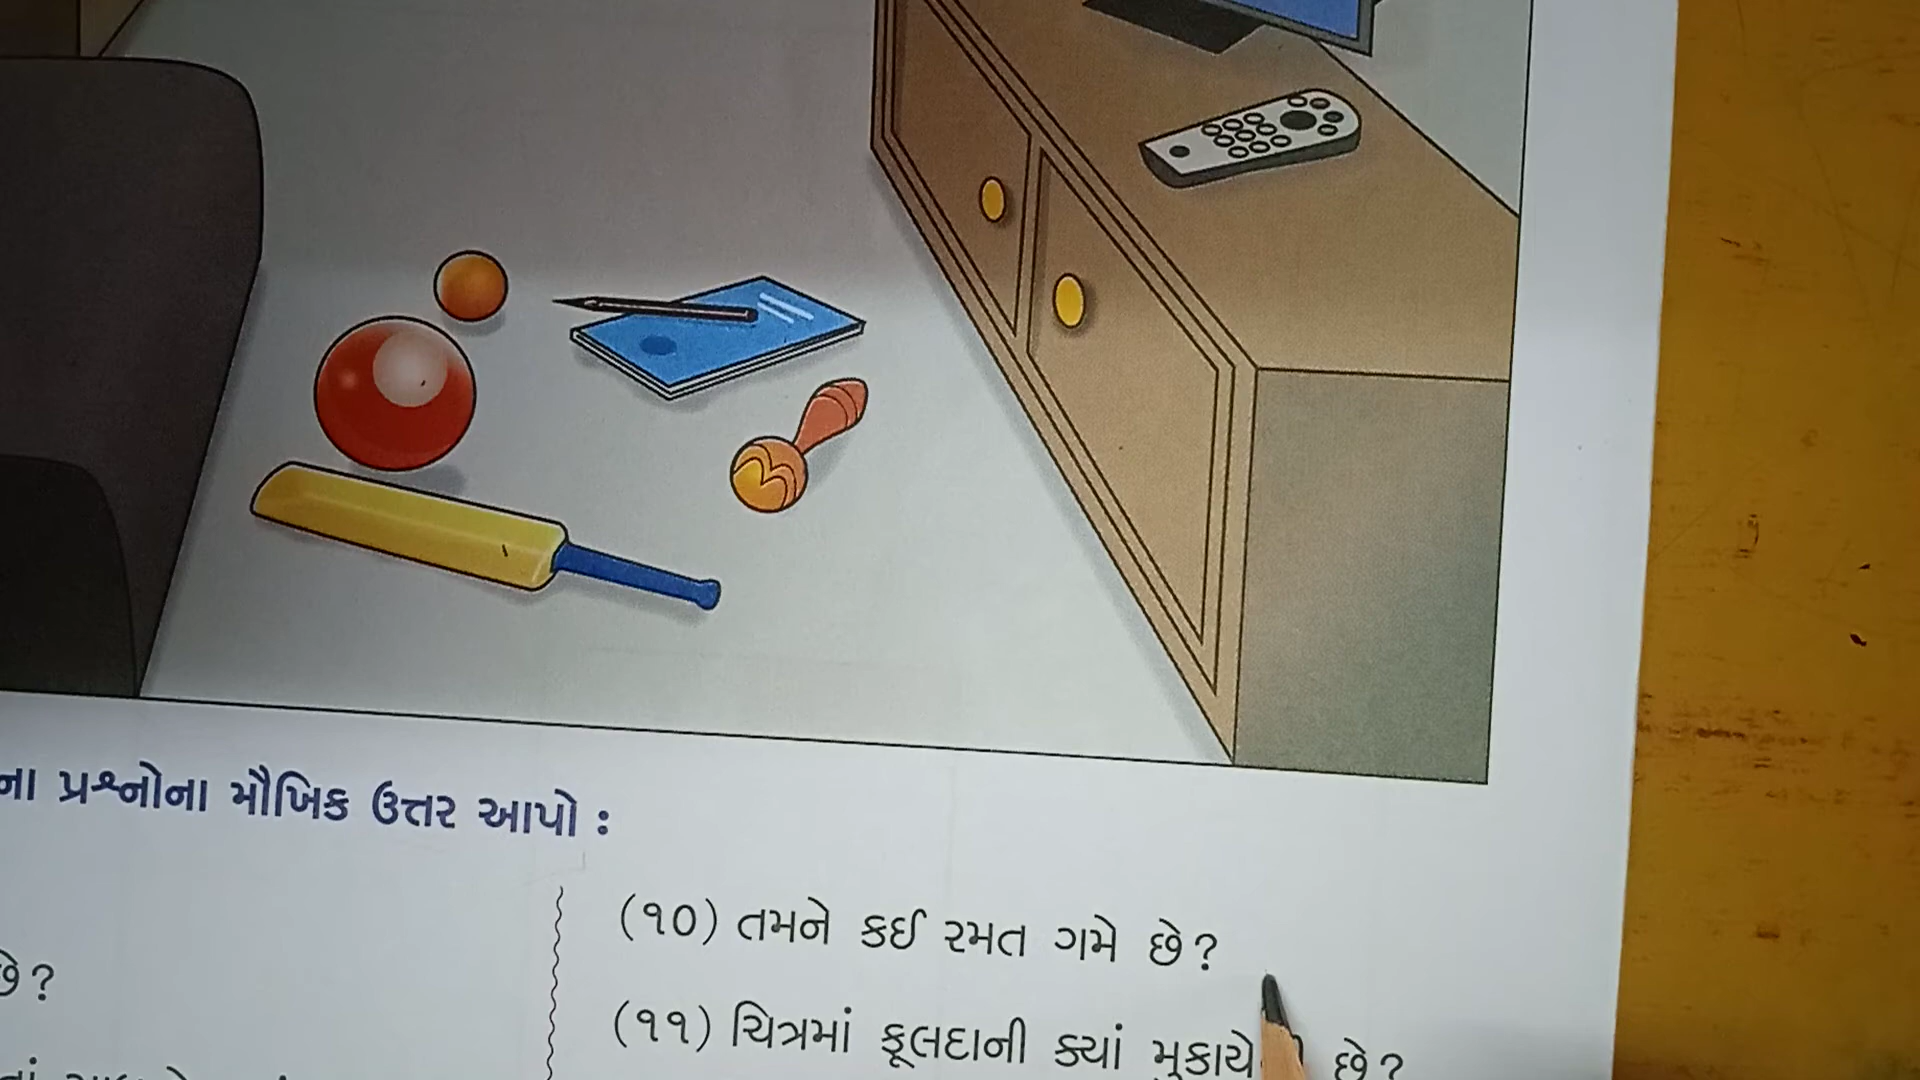 ના પ્રશ્નોના મૌખિક ઉત્તર આપો :
છે?
(૧૦) તમને કઈ રમત ગમે છે?
(૧૧) ચિત્રમાં ફૂલદાની ક્યાં છે?